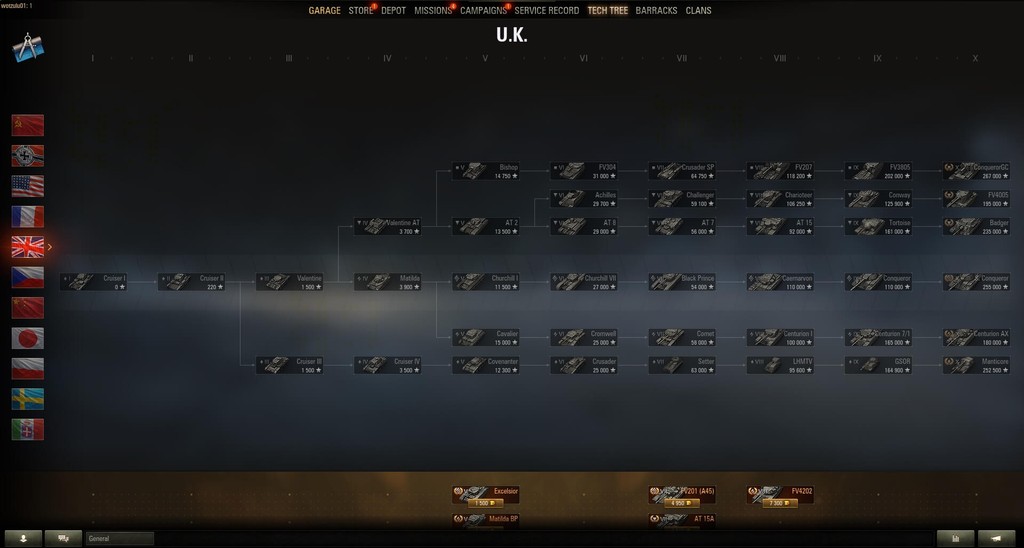 wotzulu01: 1
GARAGE STORE DEPOT MISSIONS CAMPAIGNS SERVICE RECORD TECH TREE BARRACKS CLANS
U.K.
I II III IV V VI VII VIII IX X
Bishop 14 750
FV304 31 000
Crusader SP 64 750
FV207 118 200
FV3805 202 000
ConquerorGC 267 000
Achilles 29 700
Challenger 59 100
Charioteer 106 250
Conway 125 900
FV4005 195 000
Valentine AT 3 700
AT 2 13 500
AT 8 29 000
AT 7 56 000
AT 15 92 000
Tortoise 161 000
Badger 235 000
Cruiser I 0
Cruiser II 220
Valentine 1 500
Matilda 3 900
Churchill I 11 500
Churchill VII 27 000
Black Prince 54 000
Caernarvon 110 000
Conqueror 110 000
S. Conqueror 255 000
Cavalier 15 000
Cromwell 25 000
Comet 58 000
Centurion I 100 000
Centurion 7/1 165 000
Centurion AX 160 000
Cruiser III 1 500
Cruiser IV 3 500
Covenanter 12 300
Crusader 25 000
Setter 63 000
LHMTV 95 600
GSOR 164 900
Manticore 252 500
Excelsior 1 500
FV201 (A45) 4 950
FV4202 7 300
Matilda BP
AT 15A
General